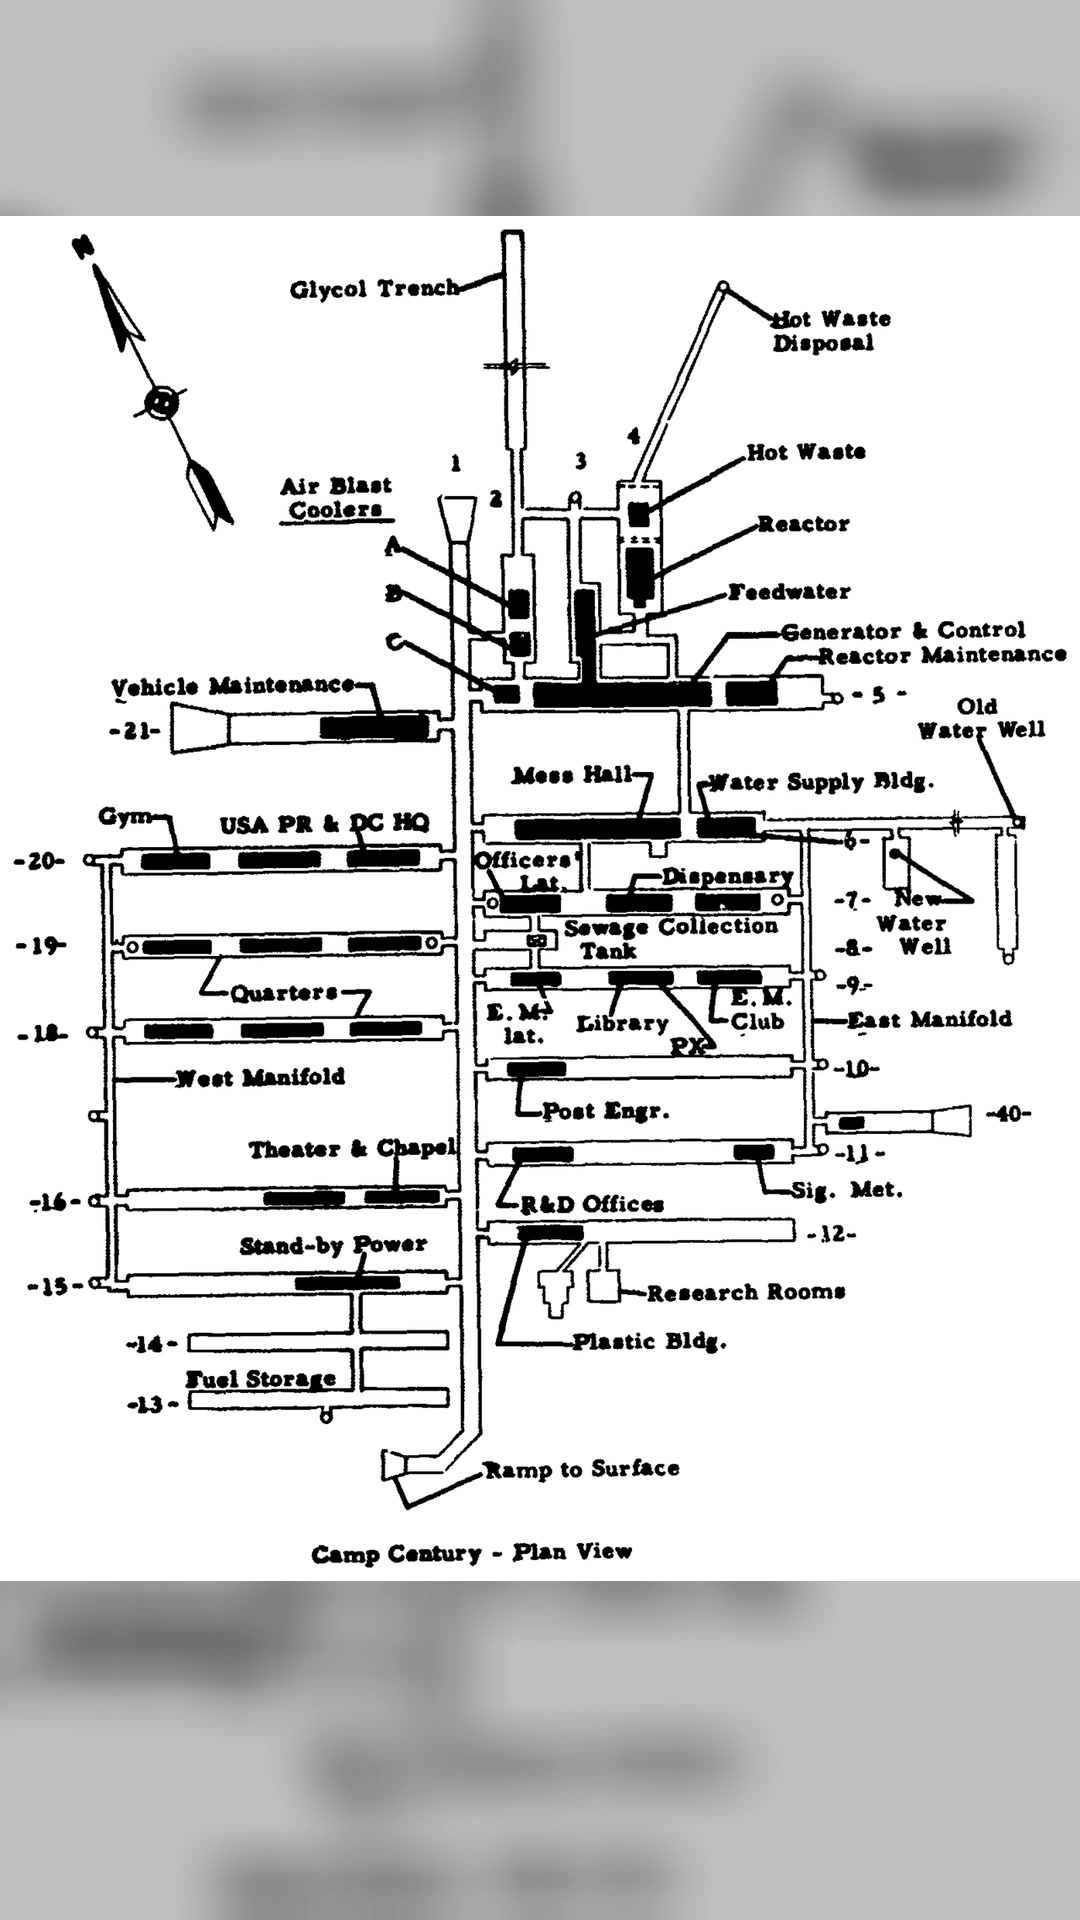 N
Glycol Trench
Hot Waste
Disposal
4
1
3
Hot Waste
Air Blast
Coolers
2
Reactor
A
B
Feedwater
C
Generator & Control
Reactor Maintenance
Vehicle Maintenance
- 5 -
Old
Water Well
-21-
Mess Hall
Water Supply Bldg.
Gym
USA PR & DC HQ
-20-
6-
Officers'
Lat.
Dispensary
-7-
New
Water
Well
Sewage Collection
Tank
-19-
-8-
-9-
Quarters
E. M.
lat.
Library
PX
E. M.
Club
East Manifold
-18-
-10-
West Manifold
Post Engr.
-40-
Theater & Chapel
-11-
Sig. Met.
-16-
R&D Offices
-12-
Stand-by Power
-15-
Research Rooms
-14-
Plastic Bldg.
Fuel Storage
-13-
Ramp to Surface
Camp Century - Plan View